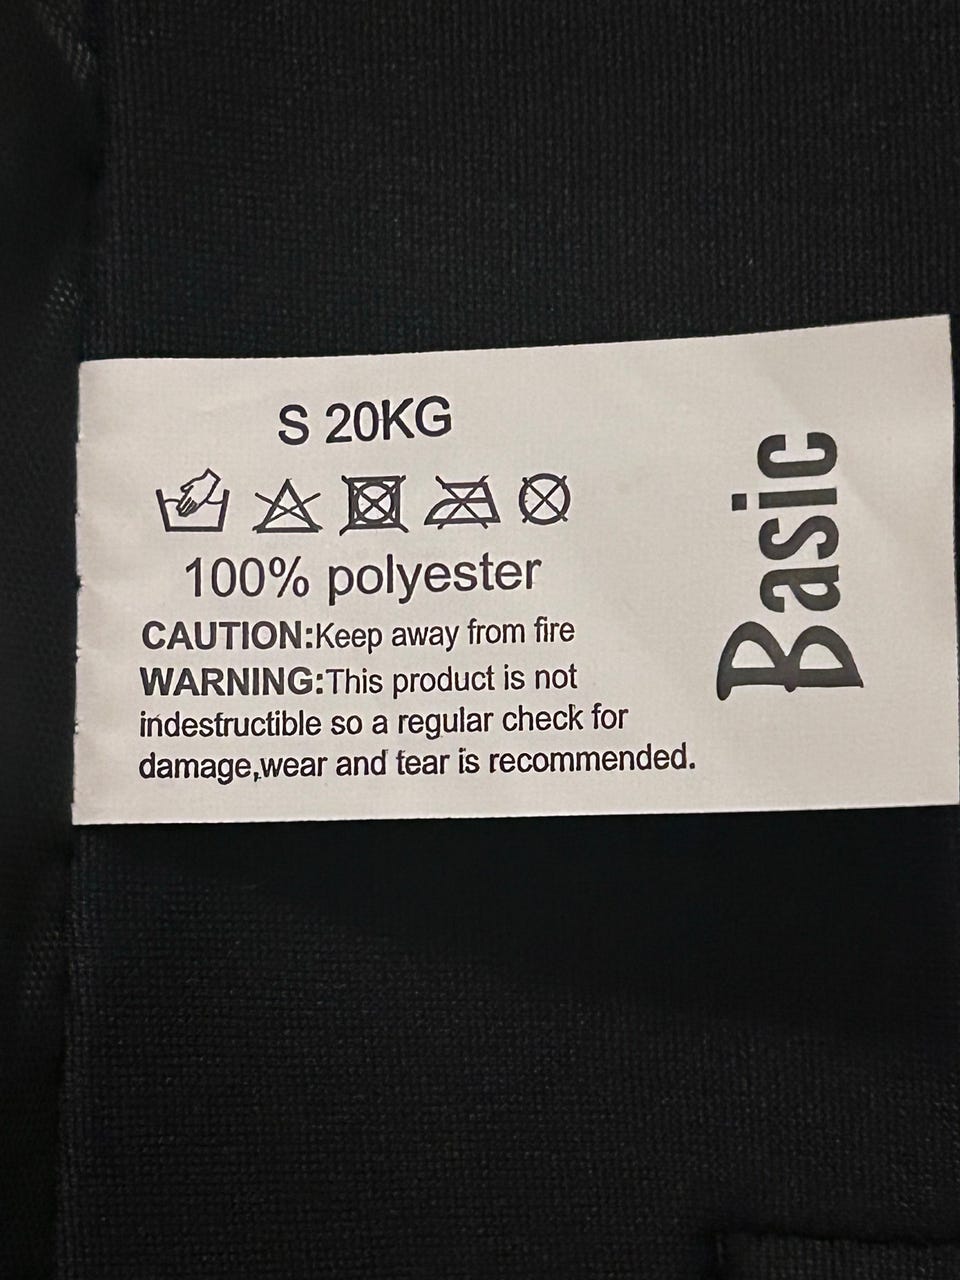 S 20KG
100% polyester
CAUTION:Keep away from fire
WARNING:This product is not
indestructible so a regular check for
damage,wear and tear is recommended.
Basic